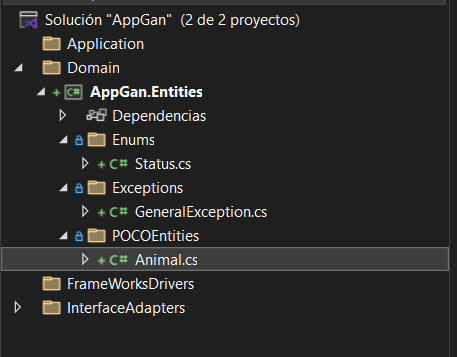 Solución "AppGan" (2 de 2 proyectos)
Application
Domain
+ C# AppGan.Entities
Dependencias
Enums
+ C# Status.cs
Exceptions
+ C# GeneralException.cs
POCOEntities
+ C# Animal.cs
FrameWorksDrivers
InterfaceAdapters